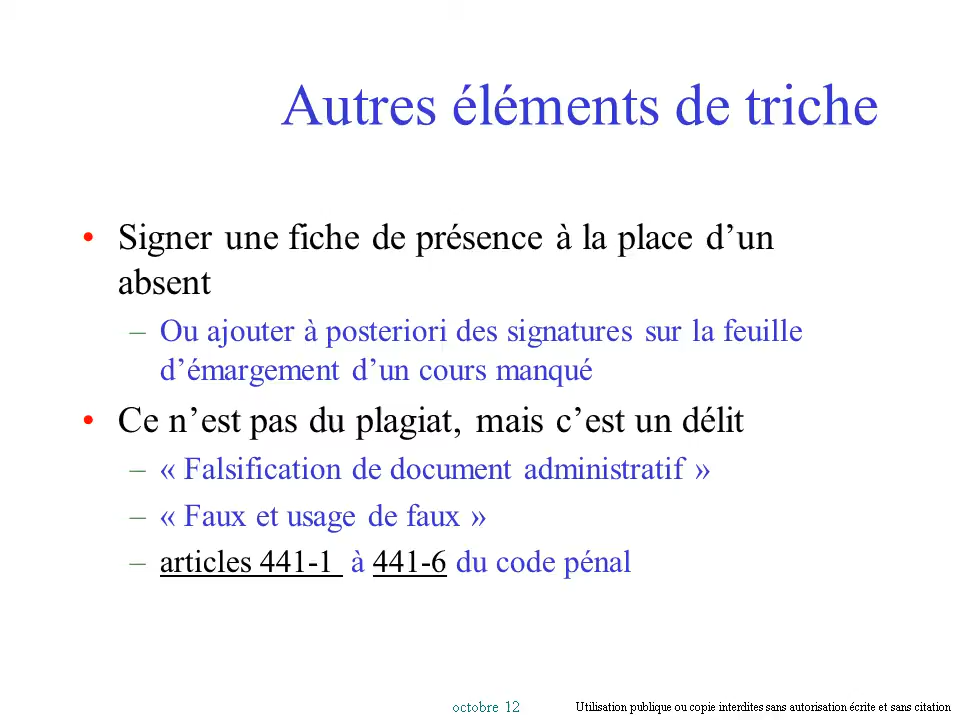 Autres éléments de triche
• Signer une fiche de présence à la place d’un
absent
– Ou ajouter à posteriori des signatures sur la feuille
d’émargement d’un cours manqué
• Ce n’est pas du plagiat, mais c’est un délit
– « Falsification de document administratif »
– « Faux et usage de faux »
– articles 441-1 à 441-6 du code pénal
octobre 12 Utilisation publique ou copie interdites sans autorisation écrite et sans citation